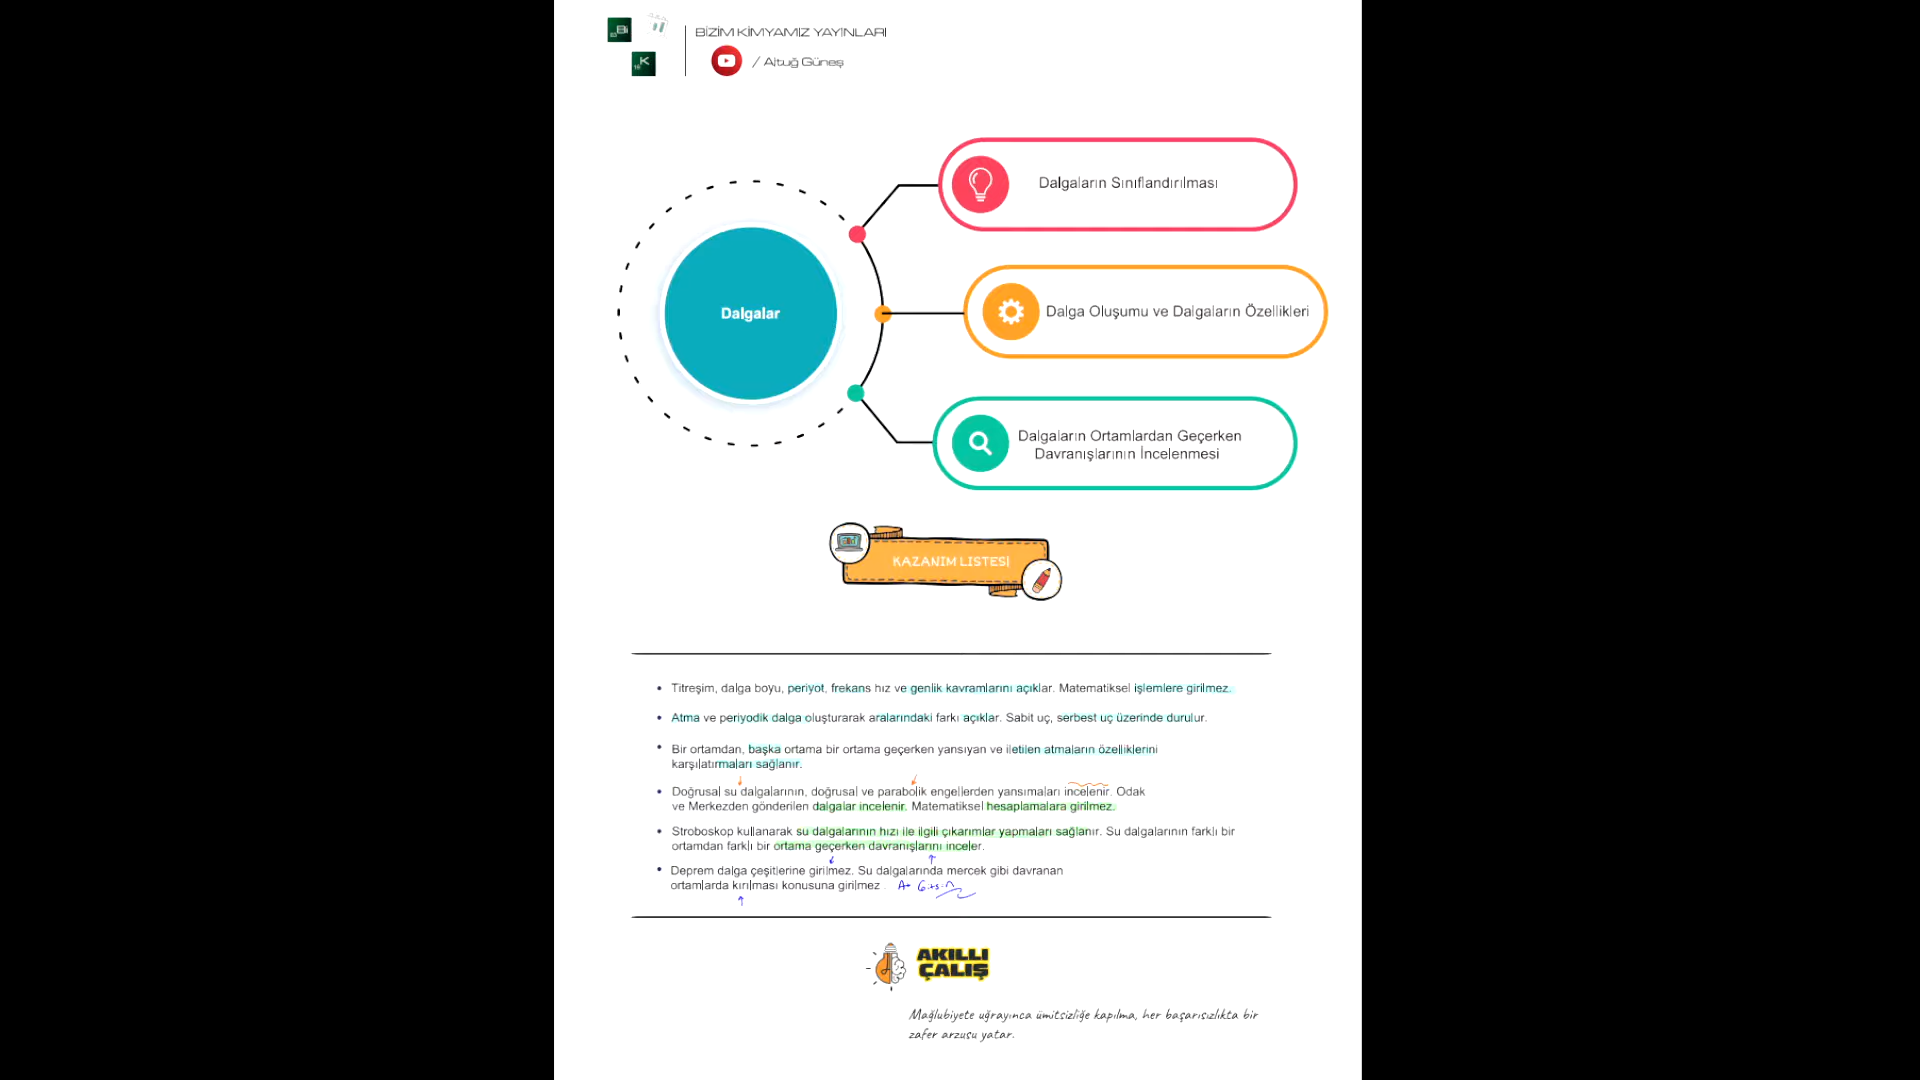 BİZİM KİMYAMIZ YAYINLARI
/ Altuğ Güneş
Dalgaların Sınıflandırılması
Dalgalar
Dalga Oluşumu ve Dalgaların Özellikleri
Dalgaların Ortamlardan Geçerken
Davranışlarının İncelenmesi
KAZANIM LİSTESİ
• Titreşim, dalga boyu, periyot, frekans hız ve genlik kavramlarını açıklar. Matematiksel işlemlere girilmez.
• Atma ve periyodik dalga oluşturarak aralarındaki farkı açıklar. Sabit uç, serbest uç üzerinde durulur.
• Bir ortamdan, başka ortama bir ortama geçerken yansıyan ve iletilen atmaların özelliklerini
karşılatırmaları sağlanır.
• Doğrusal su dalgalarının, doğrusal ve parabolik engellerden yansımaları incelenir. Odak
ve Merkezden gönderilen dalgalar incelenir. Matematiksel hesaplamalara girilmez.
• Stroboskop kullanarak su dalgalarının hızı ile ilgili çıkarımlar yapmaları sağlanır. Su dalgalarının farklı bir
ortamdan farklı bir ortama geçerken davranışlarını inceler.
• Deprem dalga çeşitlerine girilmez. Su dalgalarında mercek gibi davranan
ortamlarda kırılması konusuna girilmez .
AKILLI
ÇALIŞ
Mağlubiyete uğrayınca ümitsizliğe kapılma, her başarısızlıkta bir
zafer arzusu yatar.